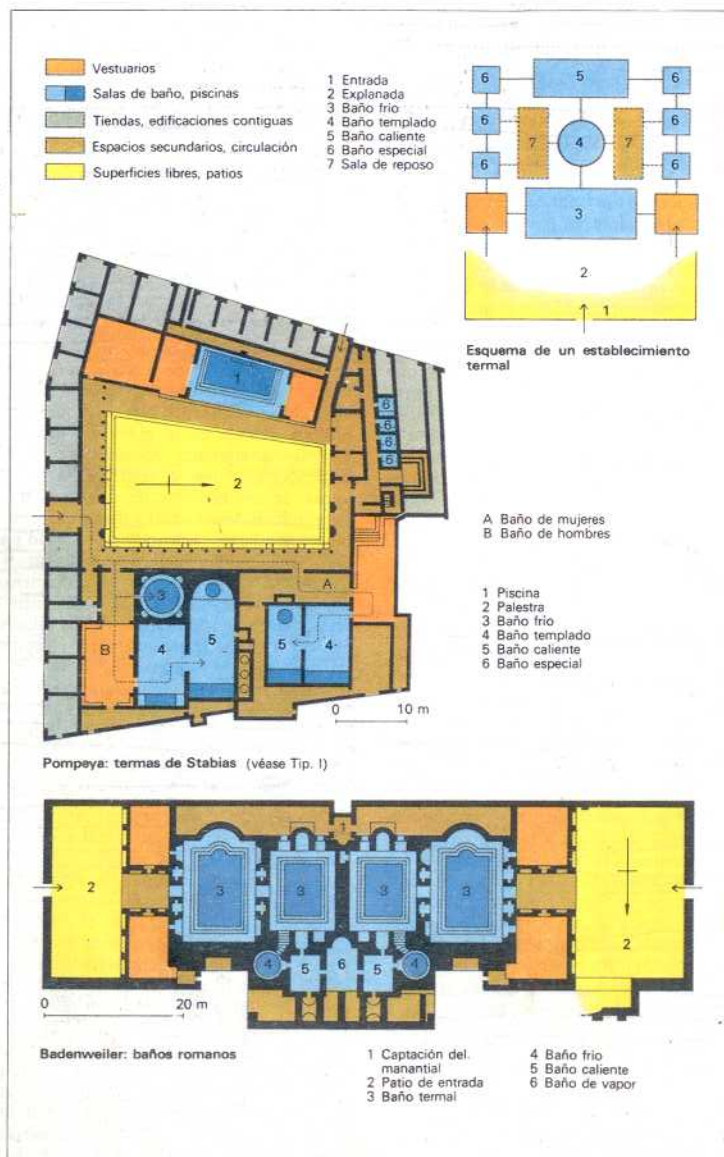 Vestuarios
Salas de baño, piscinas
Tiendas, edificaciones contiguas
Espacios secundarios, circulación
Superficies libres, patios
1 Entrada
2 Explanada
3 Baño frío
4 Baño templado
5 Baño caliente
6 Baño especial
7 Sala de reposo
6 5 6
6 6
7 4 7
6 6
3
2
1
Esquema de un establecimiento
termal
1
6
6
6
6
2
A
3
B 4 5 5 4
0 10 m
A Baño de mujeres
B Baño de hombres
1 Piscina
2 Palestra
3 Baño frío
4 Baño templado
5 Baño caliente
6 Baño especial
Pompeya: termas de Stabias (véase Tip. I)
1
2 3 3 3 3 2
4 5 6 5 4
0 20 m
Badenweiler: baños romanos
1 Captación del
manantial
2 Patio de entrada
3 Baño termal
4 Baño frío
5 Baño caliente
6 Baño de vapor